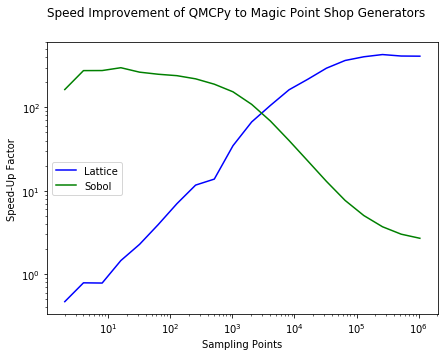 Speed Improvement of QMCPy to Magic Point Shop Generators
Speed-Up Factor
10²
10¹
10⁰
Lattice
Sobol
10¹ 10² 10³ 10⁴ 10⁵ 10⁶
Sampling Points